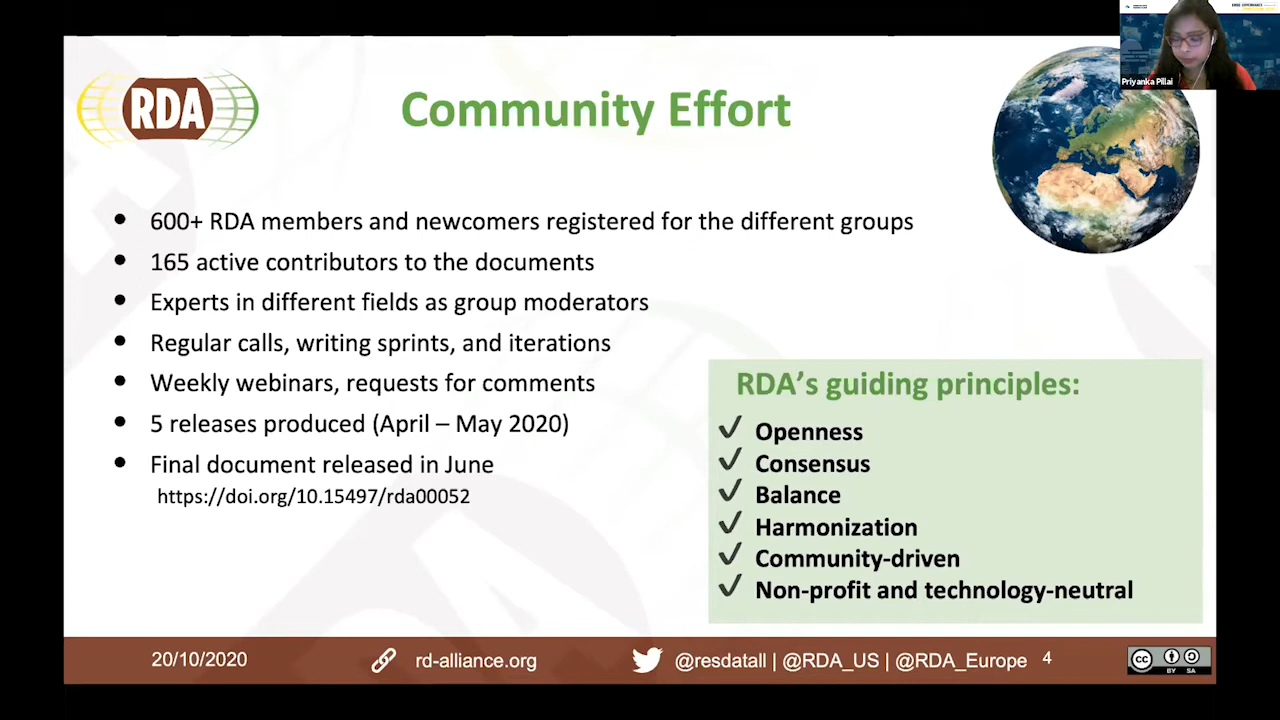 Priyanka Pillai
RDA
Community Effort
• 600+ RDA members and newcomers registered for the different groups
• 165 active contributors to the documents
• Experts in different fields as group moderators
• Regular calls, writing sprints, and iterations
• Weekly webinars, requests for comments
• 5 releases produced (April – May 2020)
• Final document released in June
https://doi.org/10.15497/rda00052
RDA's guiding principles:
✓ Openness
✓ Consensus
✓ Balance
✓ Harmonization
✓ Community-driven
✓ Non-profit and technology-neutral
20/10/2020
rd-alliance.org
@resdatall | @RDA_US | @RDA_Europe
4
cc
BY SA